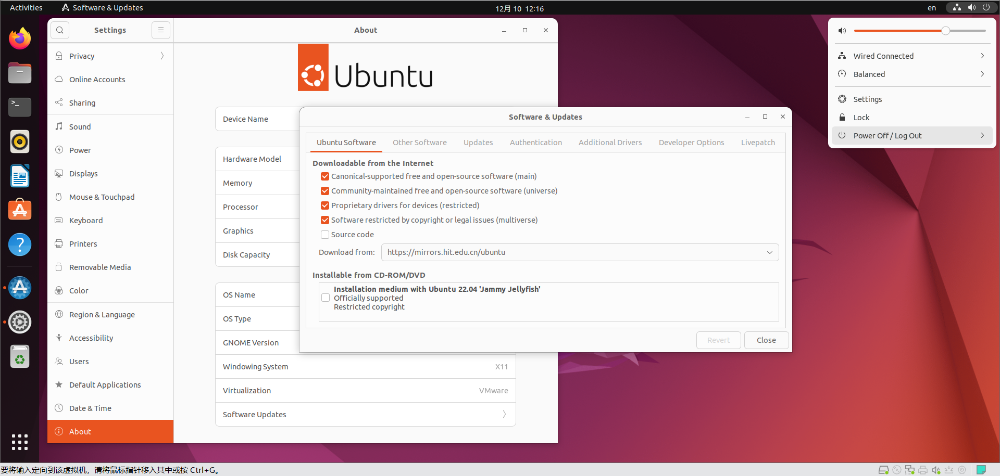 Activities
Software & Updates
12月 10 12:16
en
Settings
Privacy
Online Accounts
Sharing
Sound
Power
Displays
Mouse & Touchpad
Keyboard
Printers
Removable Media
Color
Region & Language
Accessibility
Users
Default Applications
Date & Time
About
About
Ubuntu
Device Name
Hardware Model
Memory
Processor
Graphics
Disk Capacity
OS Name
OS Type
GNOME Version
Windowing System X11
Virtualization VMware
Software Updates
Software & Updates
Ubuntu Software Other Software Updates Authentication Additional Drivers Developer Options Livepatch
Downloadable from the Internet
Canonical-supported free and open-source software (main)
Community-maintained free and open-source software (universe)
Proprietary drivers for devices (restricted)
Software restricted by copyright or legal issues (multiverse)
Source code
Download from: https://mirrors.hit.edu.cn/ubuntu
Installable from CD-ROM/DVD
Installation medium with Ubuntu 22.04 'Jammy Jellyfish'
Officially supported
Restricted copyright
Revert Close
Wired Connected
Balanced
Settings
Lock
Power Off / Log Out
要将输入定向到该虚拟机，请将鼠标指针移入其中或按 Ctrl+G。